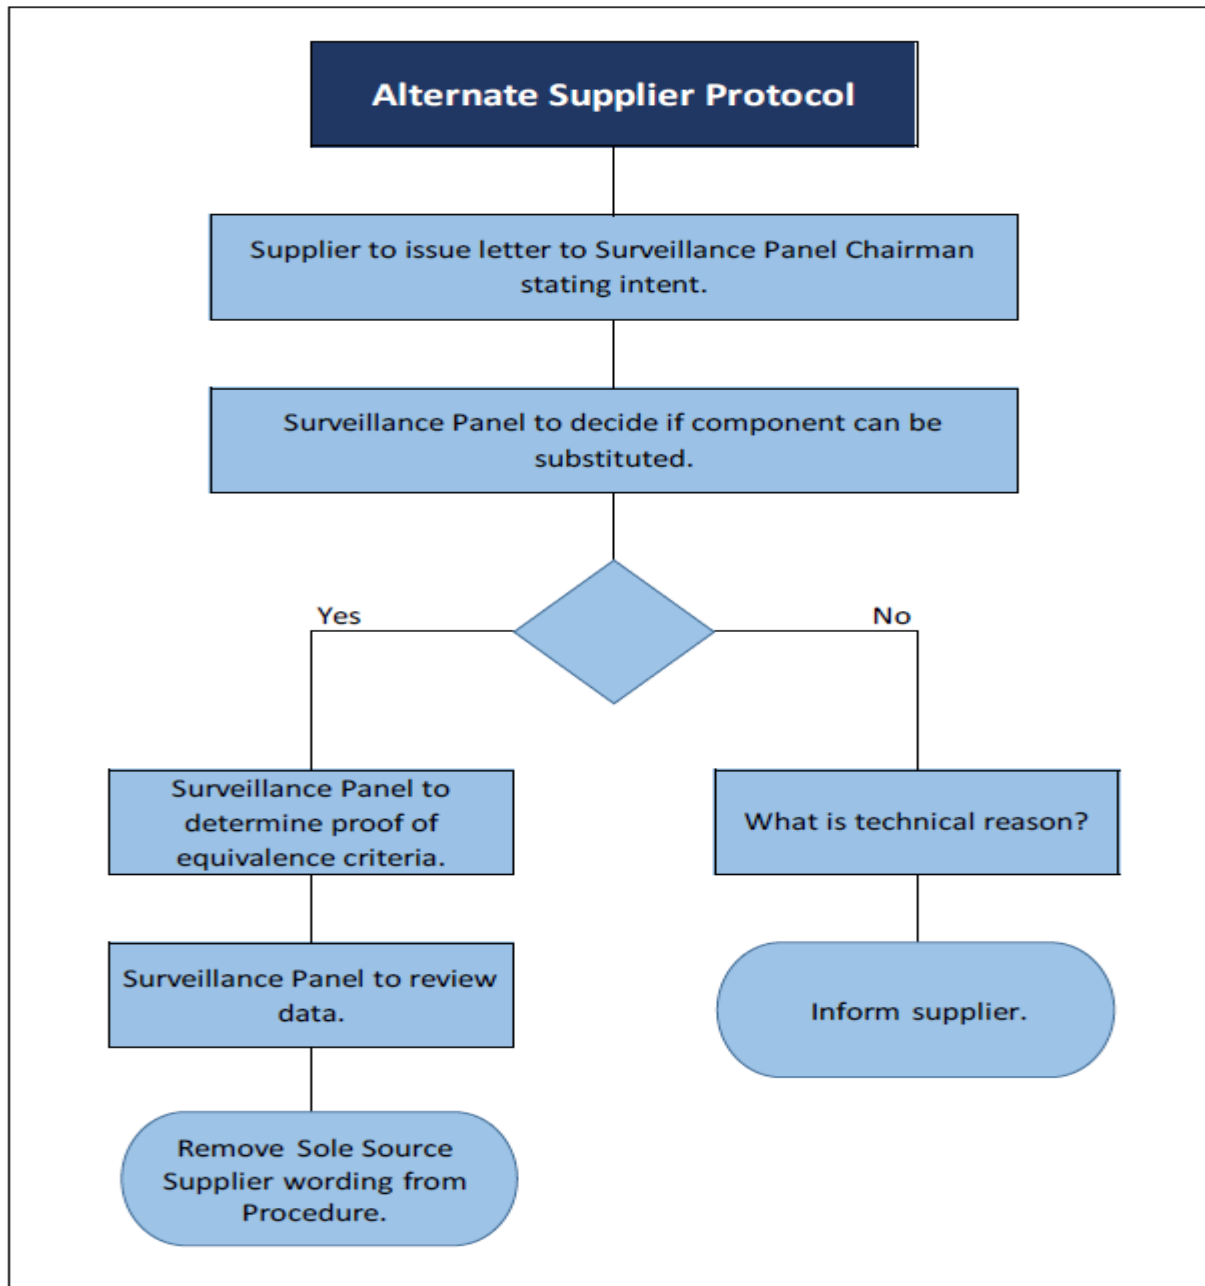 Alternate Supplier Protocol
Supplier to issue letter to Surveillance Panel Chairman
stating intent.
Surveillance Panel to decide if component can be
substituted.
Yes
No
Surveillance Panel to
determine proof of
equivalence criteria.
What is technical reason?
Surveillance Panel to review
data.
Inform supplier.
Remove Sole Source
Supplier wording from
Procedure.